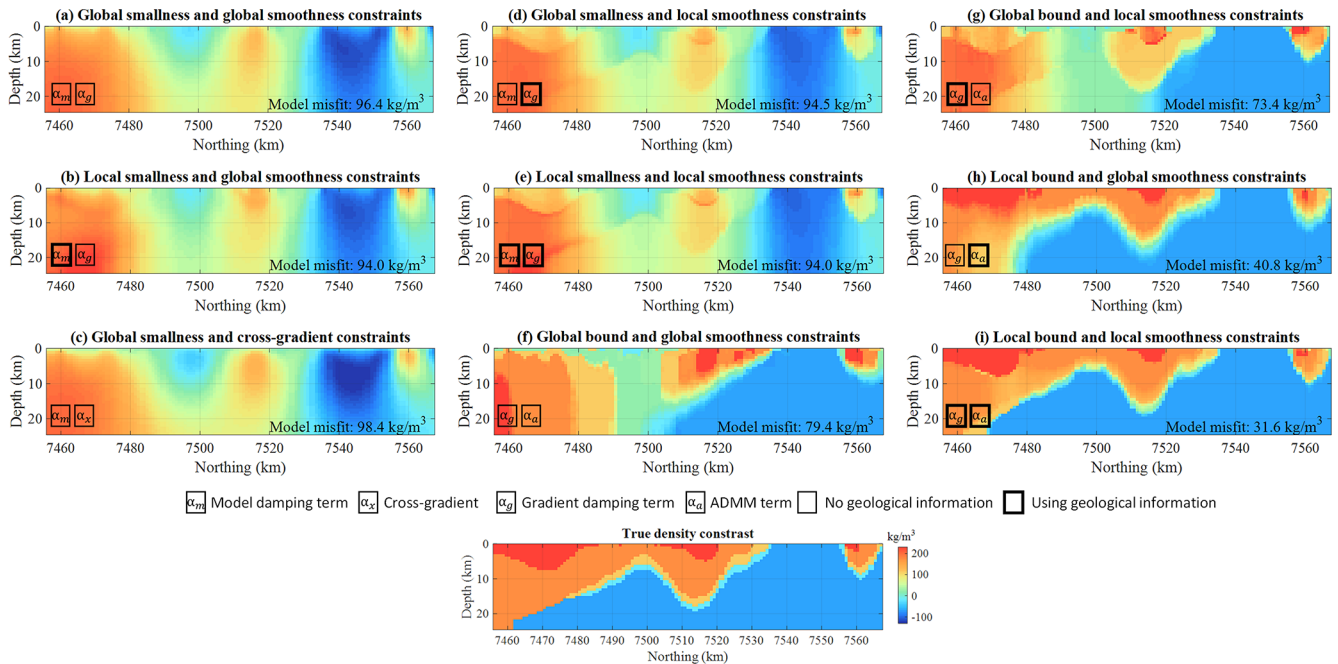 (a) Global smallness and global smoothness constraints
Depth (km)
0
10
20
αm αg
Model misfit: 96.4 kg/m³
7460 7480 7500 7520 7540 7560
Northing (km)
(d) Global smallness and local smoothness constraints
Depth (km)
0
10
20
αm αg
Model misfit: 94.5 kg/m³
7460 7480 7500 7520 7540 7560
Northing (km)
(g) Global bound and local smoothness constraints
Depth (km)
0
10
20
αg αa
Model misfit: 73.4 kg/m³
7460 7480 7500 7520 7540 7560
Northing (km)
(b) Local smallness and global smoothness constraints
Depth (km)
0
10
20
αm αg
Model misfit: 94.0 kg/m³
7460 7480 7500 7520 7540 7560
Northing (km)
(e) Local smallness and local smoothness constraints
Depth (km)
0
10
20
αm αg
Model misfit: 94.0 kg/m³
7460 7480 7500 7520 7540 7560
Northing (km)
(h) Local bound and global smoothness constraints
Depth (km)
0
10
20
αg αa
Model misfit: 40.8 kg/m³
7460 7480 7500 7520 7540 7560
Northing (km)
(c) Global smallness and cross-gradient constraints
Depth (km)
0
10
20
αm αx
Model misfit: 98.4 kg/m³
7460 7480 7500 7520 7540 7560
Northing (km)
(f) Global bound and global smoothness constraints
Depth (km)
0
10
20
αg αa
Model misfit: 79.4 kg/m³
7460 7480 7500 7520 7540 7560
Northing (km)
(i) Local bound and local smoothness constraints
Depth (km)
0
10
20
αg αa
Model misfit: 31.6 kg/m³
7460 7480 7500 7520 7540 7560
Northing (km)
αm Model damping term αx Cross-gradient αg Gradient damping term αa ADMM term No geological information Using geological information
True density constrast
Depth (km)
0
10
20
7460 7470 7480 7490 7500 7510 7520 7530 7540 7550 7560
Northing (km)
kg/m³
200
100
0
-100